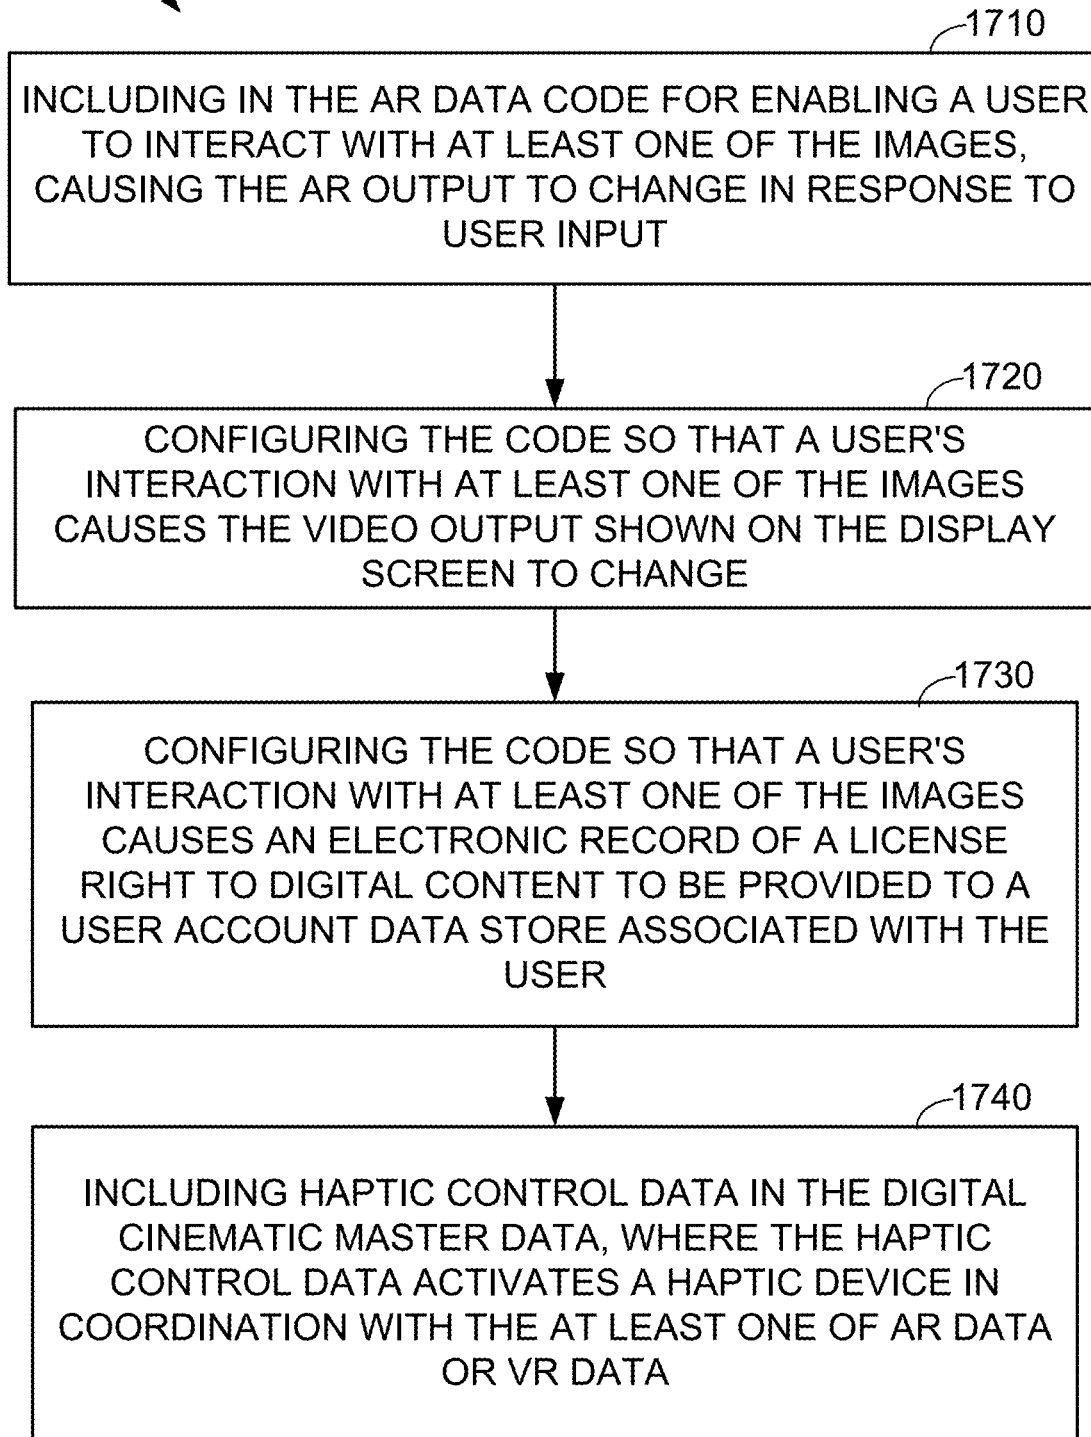 1710
INCLUDING IN THE AR DATA CODE FOR ENABLING A USER
TO INTERACT WITH AT LEAST ONE OF THE IMAGES,
CAUSING THE AR OUTPUT TO CHANGE IN RESPONSE TO
USER INPUT
1720
CONFIGURING THE CODE SO THAT A USER'S
INTERACTION WITH AT LEAST ONE OF THE IMAGES
CAUSES THE VIDEO OUTPUT SHOWN ON THE DISPLAY
SCREEN TO CHANGE
1730
CONFIGURING THE CODE SO THAT A USER'S
INTERACTION WITH AT LEAST ONE OF THE IMAGES
CAUSES AN ELECTRONIC RECORD OF A LICENSE
RIGHT TO DIGITAL CONTENT TO BE PROVIDED TO A
USER ACCOUNT DATA STORE ASSOCIATED WITH THE
USER
1740
INCLUDING HAPTIC CONTROL DATA IN THE DIGITAL
CINEMATIC MASTER DATA, WHERE THE HAPTIC
CONTROL DATA ACTIVATES A HAPTIC DEVICE IN
COORDINATION WITH THE AT LEAST ONE OF AR DATA
OR VR DATA